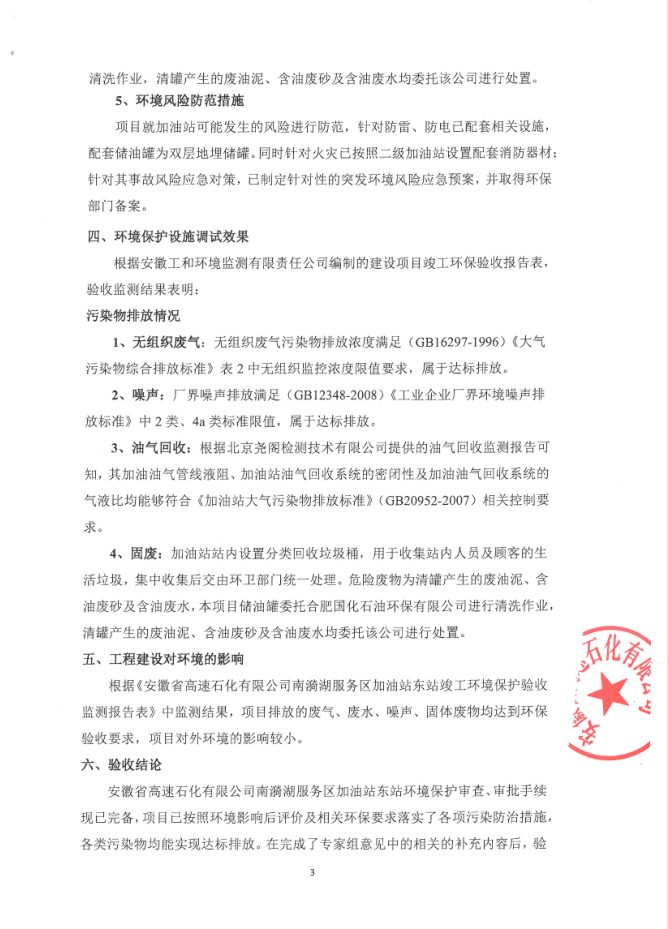 清洗作业，清罐产生的废油泥、含油废砂及含油废水均委托该公司进行处置。
5、环境风险防范措施
项目就加油站可能发生的风险进行防范，针对防雷、防电已配套相关设施，
配套储油罐为双层地埋储罐。同时针对火灾已按照二级加油站设置配套消防器材；
针对其事故风险应急对策，已制定针对性的突发环境风险应急预案，并取得环保
部门备案。
四、环境保护设施调试效果
根据安徽工和环境监测有限责任公司编制的建设项目竣工环保验收报告表，
验收监测结果表明：
污染物排放情况
1、无组织废气：无组织废气污染物排放浓度满足（GB16297-1996）《大气
污染物综合排放标准》表 2 中无组织监控浓度限值要求，属于达标排放。
2、噪声：厂界噪声排放满足（GB12348-2008）《工业企业厂界环境噪声排
放标准》中 2 类、4a 类标准限值，属于达标排放。
3、油气回收：根据北京尧阁检测技术有限公司提供的油气回收监测报告可
知，其加油油气管线液阻、加油站油气回收系统的密闭性及加油油气回收系统的
气液比均能够符合《加油站大气污染物排放标准》（GB20952-2007）相关控制要
求。
4、固废：加油站站内设置分类回收垃圾桶，用于收集站内人员及顾客的生
活垃圾，集中收集后交由环卫部门统一处理。危险废物为清罐产生的废油泥、含
油废砂及含油废水，本项目储油罐委托合肥国化石油环保有限公司进行清洗作业，
清罐产生的废油泥、含油废砂及含油废水均委托该公司进行处置。
五、工程建设对环境的影响
根据《安徽省高速石化有限公司南漪湖服务区加油站东站竣工环境保护验收
监测报告表》中监测结果，项目排放的废气、废水、噪声、固体废物均达到环保
验收要求，项目对外环境的影响较小。
六、验收结论
安徽省高速石化有限公司南漪湖服务区加油站东站环境保护审查、审批手续
现已完备，项目已按照环境影响后评价及相关环保要求落实了各项污染防治措施，
各类污染物均能实现达标排放。在完成了专家组意见中的相关的补充内容后，验
3
石化有限